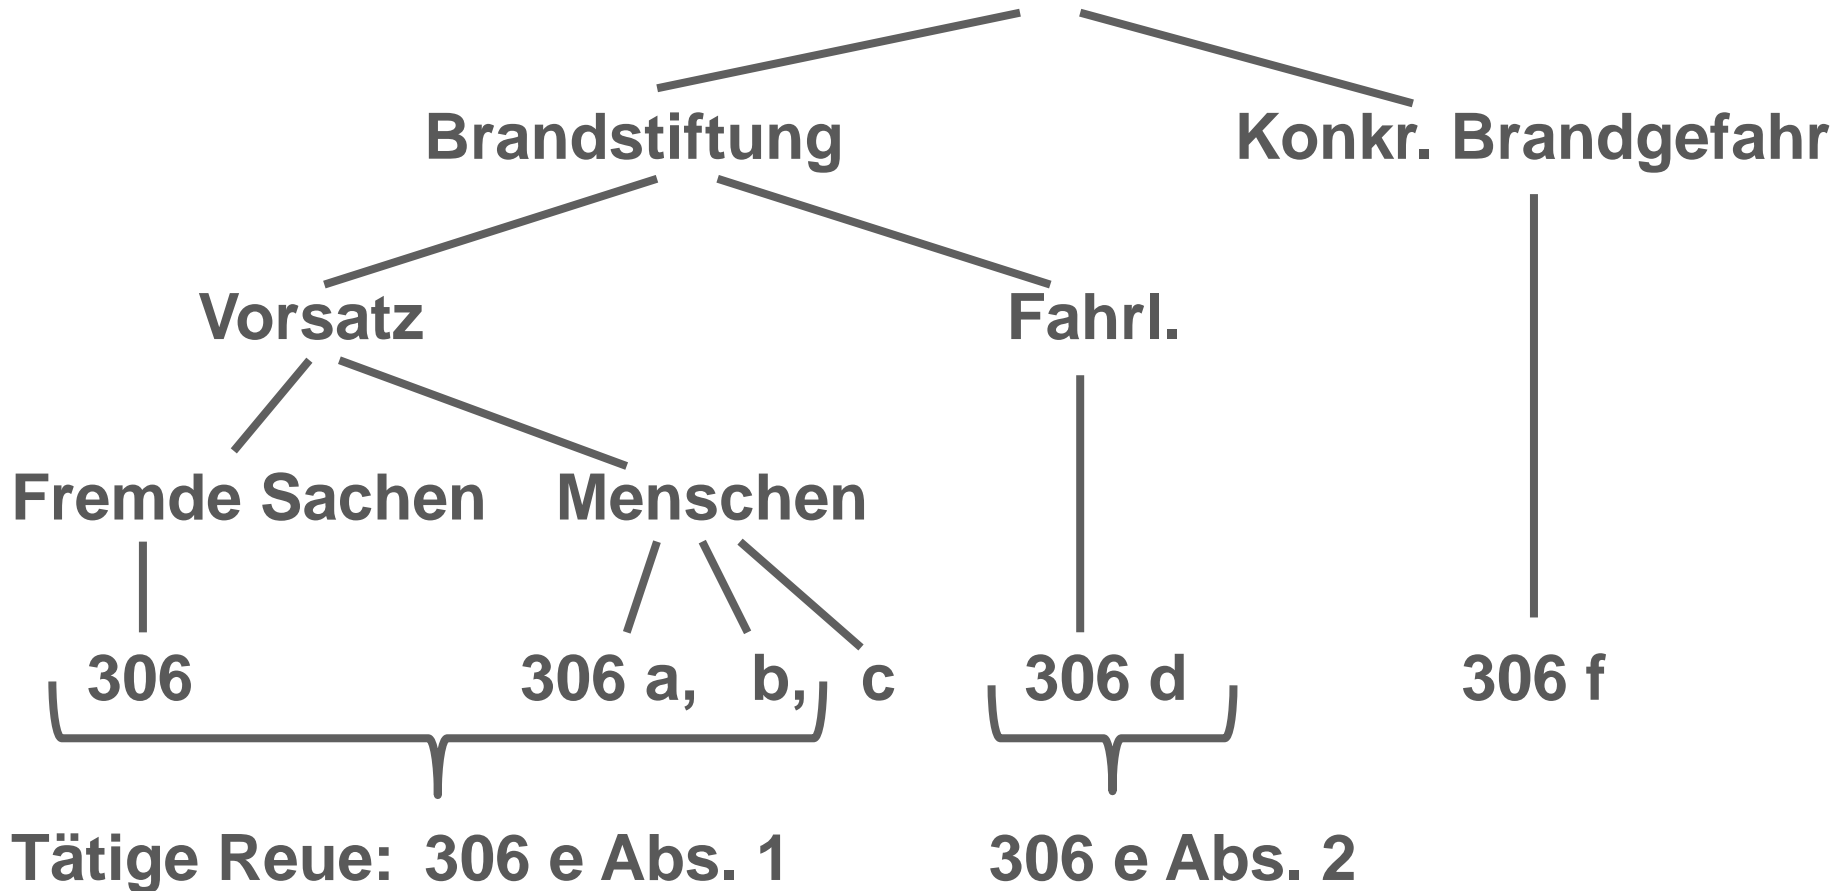 Brandstiftung Konkr. Brandgefahr
Vorsatz Fahrl.
Fremde Sachen Menschen
306 306 a, b, c 306 d 306 f
Tätige Reue: 306 e Abs. 1 306 e Abs. 2